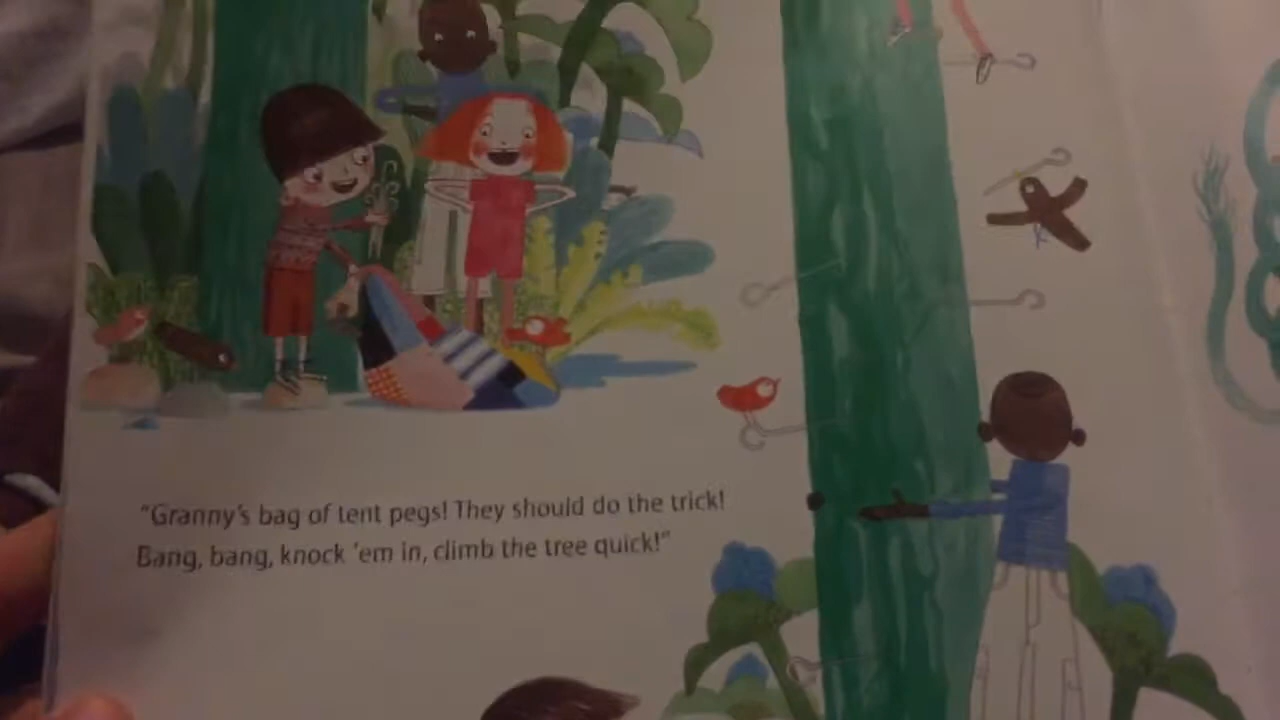 "Granny's bag of tent pegs! They should do the trick!
Bang, bang, knock 'em in, climb the tree quick!"